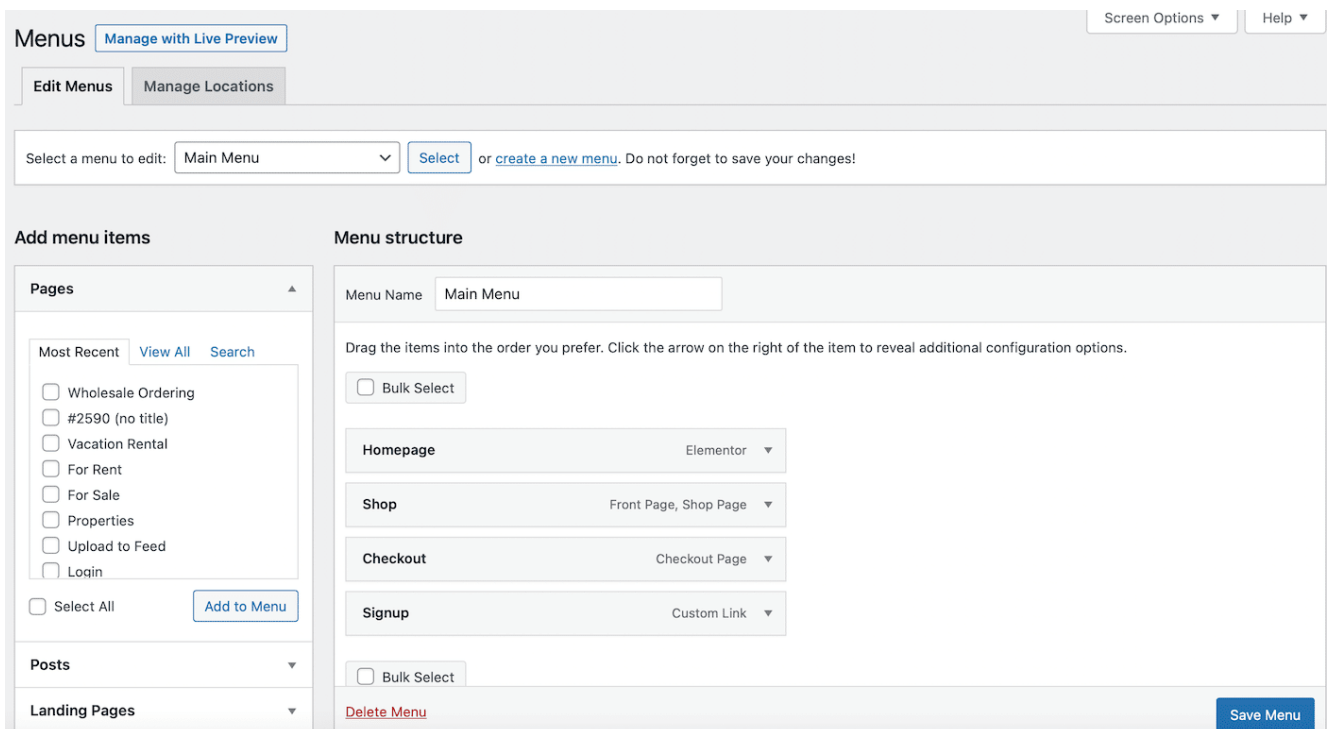 Screen Options
Help
Menus
Manage with Live Preview
Edit Menus
Manage Locations
Select a menu to edit: Main Menu Select or create a new menu. Do not forget to save your changes!
Add menu items
Pages
Most Recent View All Search
Wholesale Ordering
#2590 (no title)
Vacation Rental
For Rent
For Sale
Properties
Upload to Feed
Login
Select All
Add to Menu
Posts
Landing Pages
Menu structure
Menu Name Main Menu
Drag the items into the order you prefer. Click the arrow on the right of the item to reveal additional configuration options.
Bulk Select
Homepage Elementor
Shop Front Page, Shop Page
Checkout Checkout Page
Signup Custom Link
Bulk Select
Delete Menu
Save Menu